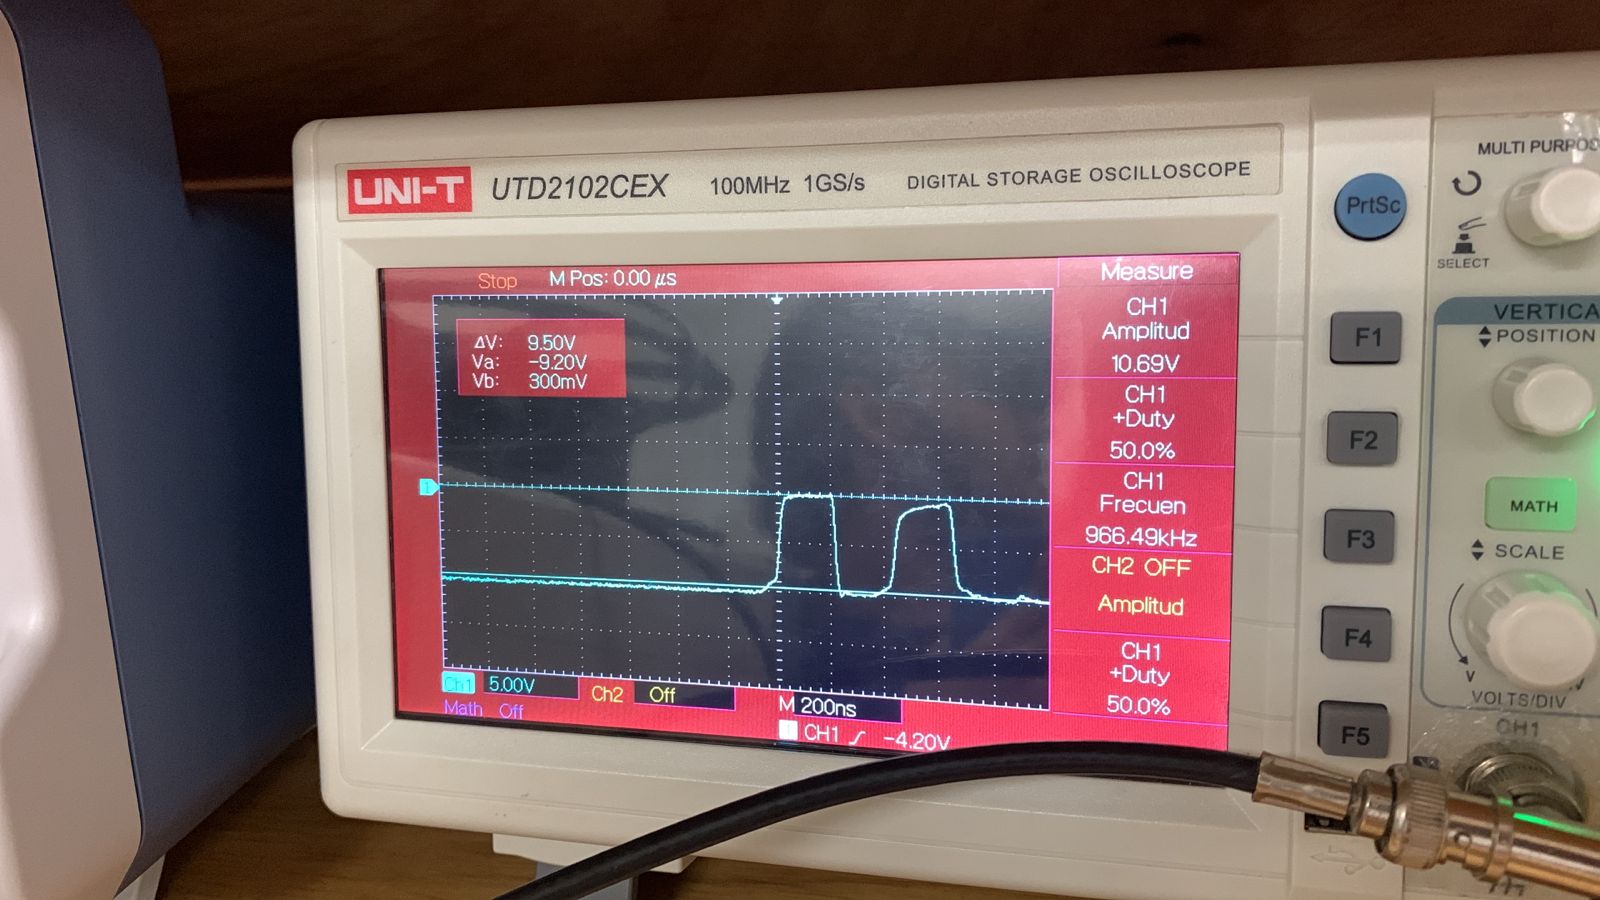 UNI-T UTD2102CEX 100MHz 1GS/s DIGITAL STORAGE OSCILLOSCOPE
Stop M Pos: 0.00 μs
ΔV: 9.50V
Va: -9.20V
Vb: 300mV
1
Ch1 5.00V Ch2 Off
Math Off
M 200ns
CH1 -4.20V
Measure
CH1
Amplitud
10.69V
CH1
+Duty
50.0%
CH1
Frecuen
966.49kHz
CH2 OFF
Amplitud
CH1
+Duty
50.0%
PrtSc
F1
F2
F3
F4
F5
MULTI PURPOS
SELECT
VERTICA
POSITION
MATH
SCALE
V
VOLTS/DIV
CH1